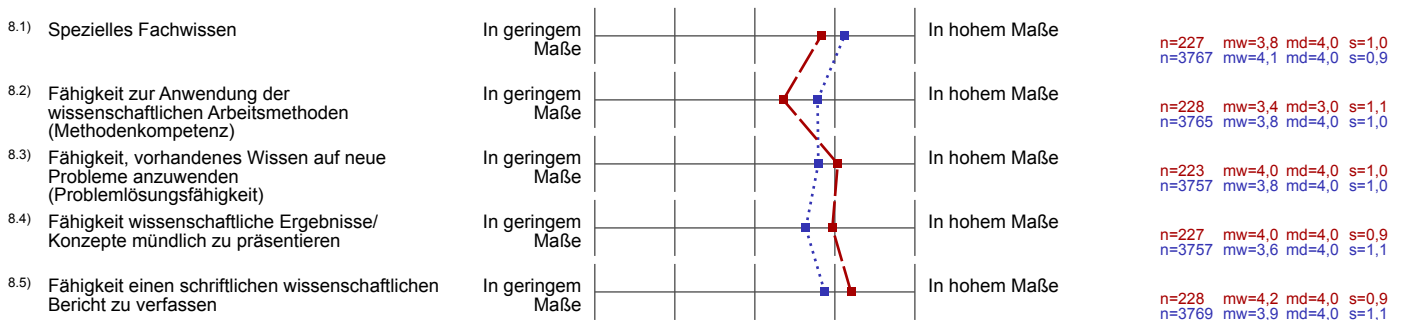 8.1) Spezielles Fachwissen In geringem In hohem Maße
Maße
n=227 mw=3,8 md=4,0 s=1,0
n=3767 mw=4,1 md=4,0 s=0,9
8.2) Fähigkeit zur Anwendung der In geringem In hohem Maße
wissenschaftlichen Arbeitsmethoden Maße
(Methodenkompetenz)
n=228 mw=3,4 md=3,0 s=1,1
n=3765 mw=3,8 md=4,0 s=1,0
8.3) Fähigkeit, vorhandenes Wissen auf neue In geringem In hohem Maße
Probleme anzuwenden Maße
(Problemlösungsfähigkeit)
n=223 mw=4,0 md=4,0 s=1,0
n=3757 mw=3,8 md=4,0 s=1,0
8.4) Fähigkeit wissenschaftliche Ergebnisse/ In geringem In hohem Maße
Konzepte mündlich zu präsentieren Maße
n=227 mw=4,0 md=4,0 s=0,9
n=3757 mw=3,6 md=4,0 s=1,1
8.5) Fähigkeit einen schriftlichen wissenschaftlichen In geringem In hohem Maße
Bericht zu verfassen Maße
n=228 mw=4,2 md=4,0 s=0,9
n=3769 mw=3,9 md=4,0 s=1,1